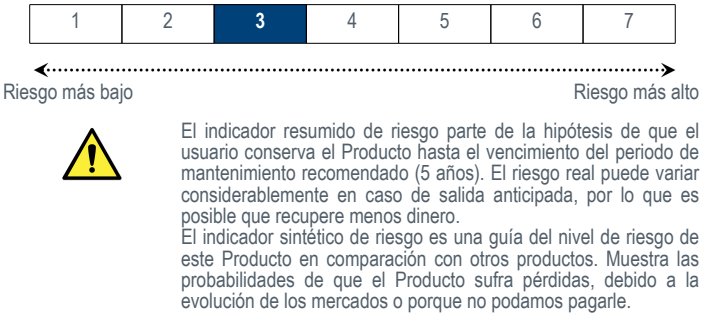 1 2 3 4 5 6 7
Riesgo más bajo Riesgo más alto
El indicador resumido de riesgo parte de la hipótesis de que el
usuario conserva el Producto hasta el vencimiento del periodo de
mantenimiento recomendado (5 años). El riesgo real puede variar
considerablemente en caso de salida anticipada, por lo que es
posible que recupere menos dinero.
El indicador sintético de riesgo es una guía del nivel de riesgo de
este Producto en comparación con otros productos. Muestra las
probabilidades de que el Producto sufra pérdidas, debido a la
evolución de los mercados o porque no podamos pagarle.